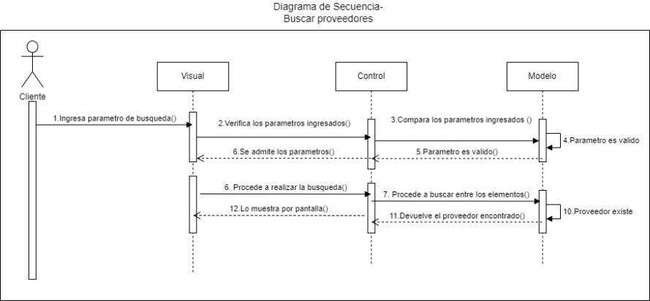 Diagrama de Secuencia-
Buscar proveedores
Visual
Control
Modelo
Cliente
1.Ingresa parametro de busqueda()
2.Verifica los parametros ingresados()
3.Compara los parametros ingresados ()
4.Parametro es valido
5.Parametro es valido()
6.Se admite los parametros()
6. Procede a realizar la busqueda()
7. Procede a buscar entre los elementos()
10.Proveedor existe
11.Devuelve el proveedor encontrado()
12.Lo muestra por pantalla()